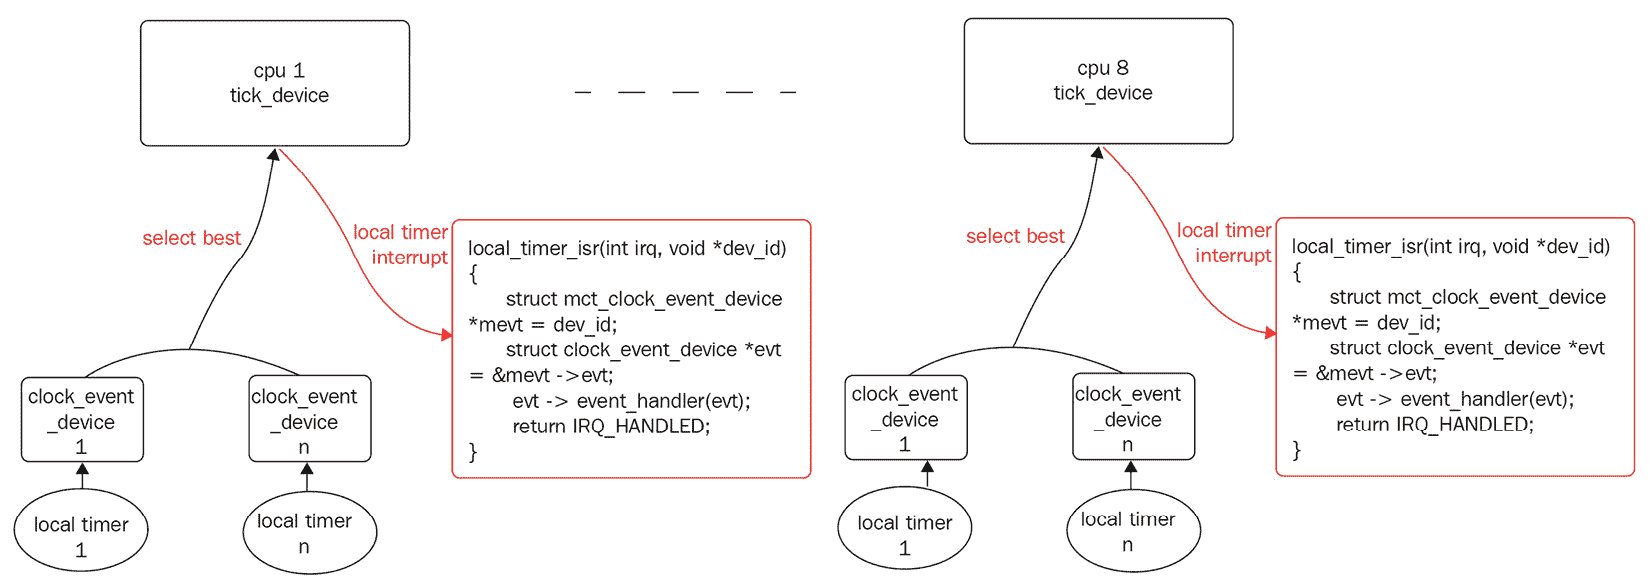 cpu 1
tick_device
select best
local timer
interrupt
local_timer_isr(int irq, void *dev_id)
{
struct mct_clock_event_device
*mevt = dev_id;
struct clock_event_device *evt
= &mevt ->evt;
evt -> event_handler(evt);
return IRQ_HANDLED;
}
clock_event
_device
1
clock_event
_device
n
local timer
1
local timer
n
cpu 8
tick_device
select best
local timer
interrupt
local_timer_isr(int irq, void *dev_id)
{
struct mct_clock_event_device
*mevt = dev_id;
struct clock_event_device *evt
= &mevt ->evt;
evt -> event_handler(evt);
return IRQ_HANDLED;
}
clock_event
_device
1
clock_event
_device
n
local timer
1
local timer
n